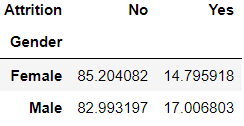 Attrition No Yes
Gender
Female 85.204082 14.795918
Male 82.993197 17.006803